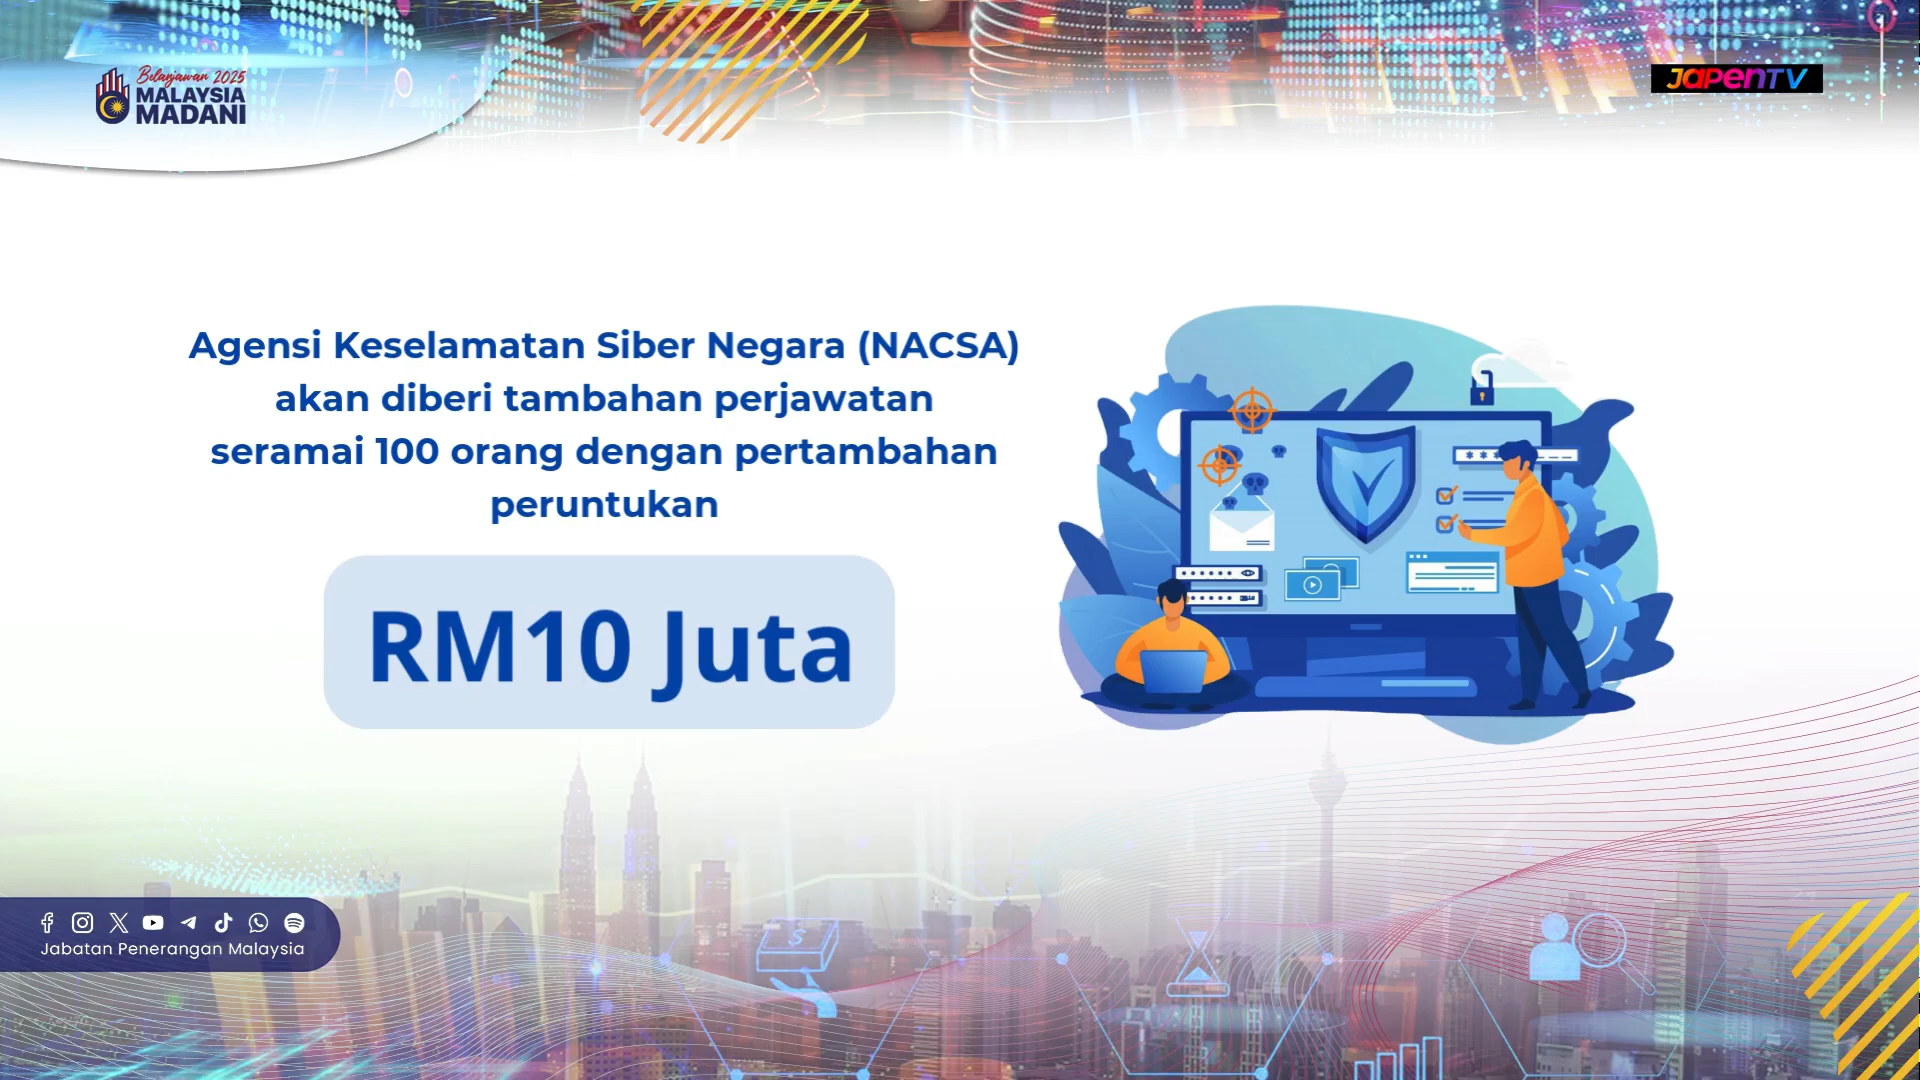 Belanjawan 2025
MALAYSIA
MADANI
JAPENTV
Agensi Keselamatan Siber Negara (NACSA)
akan diberi tambahan perjawatan
seramai 100 orang dengan pertambahan
peruntukan
RM10 Juta
Jabatan Penerangan Malaysia